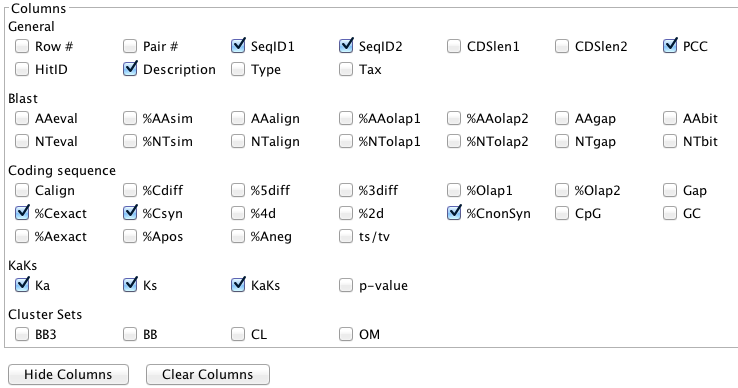 Columns
General
Row # Pair # SeqID1 SeqID2 CDSlen1 CDSlen2 PCC
HitID Description Type Tax
Blast
AAeval %AAsim AAalign %AAolap1 %AAolap2 AAgap AAbit
NTeval %NTsim NTalign %NTolap1 %NTolap2 NTgap NTbit
Coding sequence
Calign %Cdiff %5diff %3diff %Olap1 %Olap2 Gap
%Cexact %Csyn %4d %2d %CnonSyn CpG GC
%Aexact %Apos %Aneg ts/tv
KaKs
Ka Ks KaKs p-value
Cluster Sets
BB3 BB CL OM
Hide Columns Clear Columns